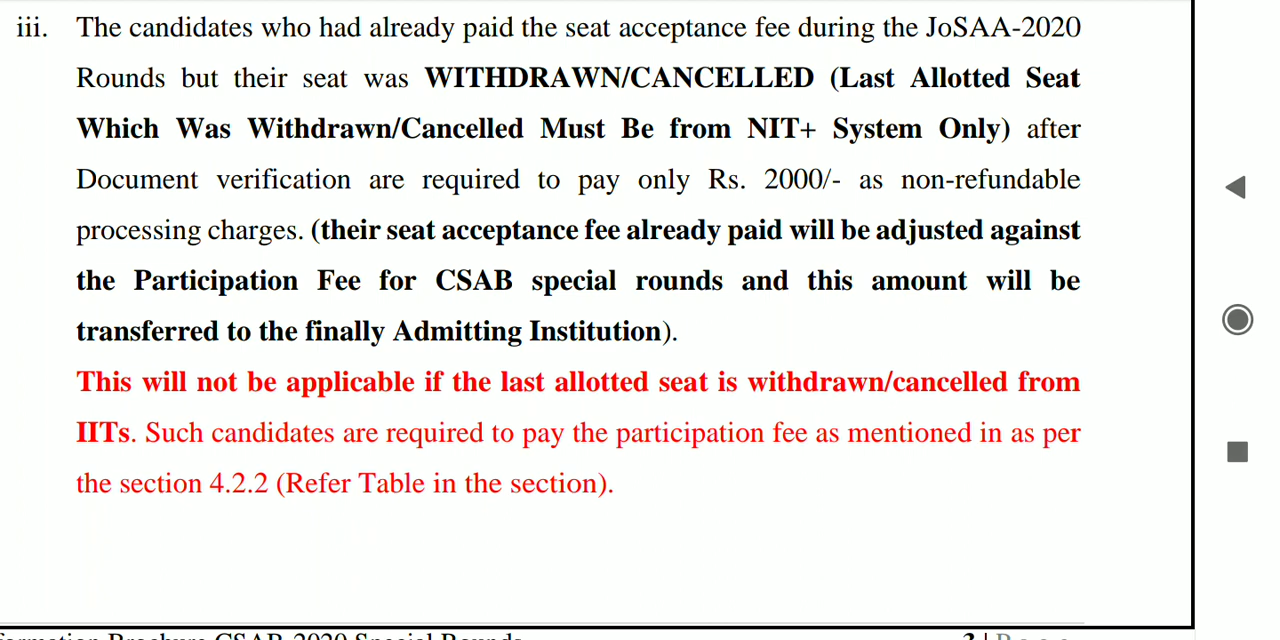 iii. The candidates who had already paid the seat acceptance fee during the JoSAA-2020
Rounds but their seat was WITHDRAWN/CANCELLED (Last Allotted Seat
Which Was Withdrawn/Cancelled Must Be from NIT+ System Only) after
Document verification are required to pay only Rs. 2000/- as non-refundable
processing charges. (their seat acceptance fee already paid will be adjusted against
the Participation Fee for CSAB special rounds and this amount will be
transferred to the finally Admitting Institution).
This will not be applicable if the last allotted seat is withdrawn/cancelled from
IITs. Such candidates are required to pay the participation fee as mentioned in as per
the section 4.2.2 (Refer Table in the section).
Brochure CSAB 2020 Special Rounds